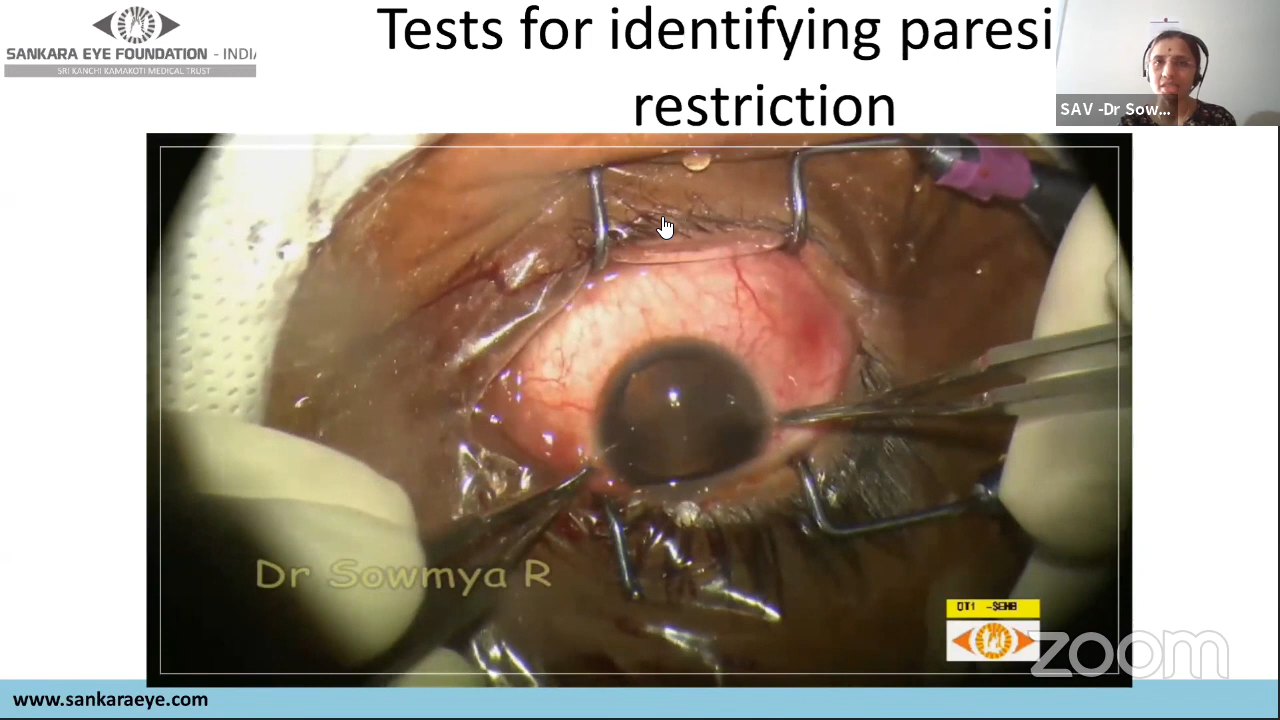 SANKARA EYE FOUNDATION - INDIA
SRI KANCHI KAMAKOTI MEDICAL TRUST
Tests for identifying paresi
restriction
SAV -Dr Sow...
Dr Sowmya R
zoom
www.sankaraeye.com